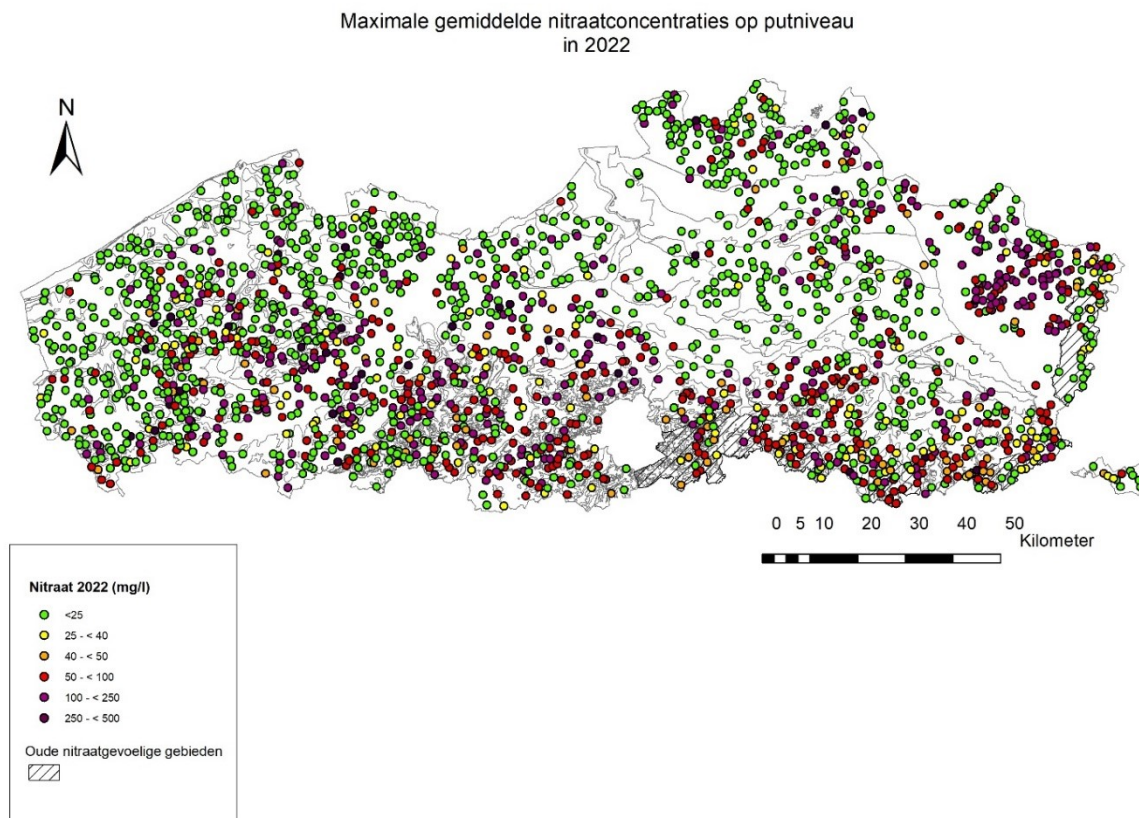 Maximale gemiddelde nitraatconcentraties op putniveau
in 2022
N
0 5 10 20 30 40 50
Kilometer
Nitraat 2022 (mg/l)
<25
25 - < 40
40 - < 50
50 - < 100
100 - < 250
250 - < 500
Oude nitraatgevoelige gebieden